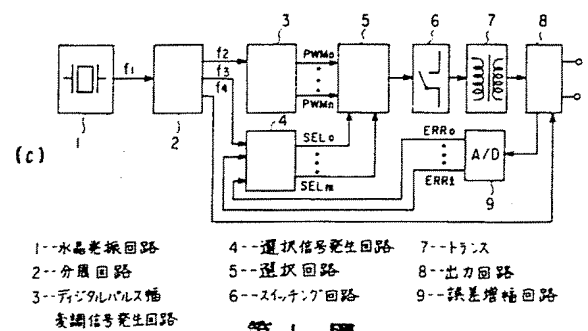 3
5
6
7
8
f1
f2
f3
f4
PWMo
PWMn
1
2
4
SELo
SELm
ERRo
ERRl
A/D
9
(c)
1--水晶発振回路
2--分周回路
3--ディジタルパルス幅
変調信号発生回路
4--選択信号発生回路
5--選択回路
6--スイッチング回路
7--トランス
8--出力回路
9--誤差増幅回路
第1図